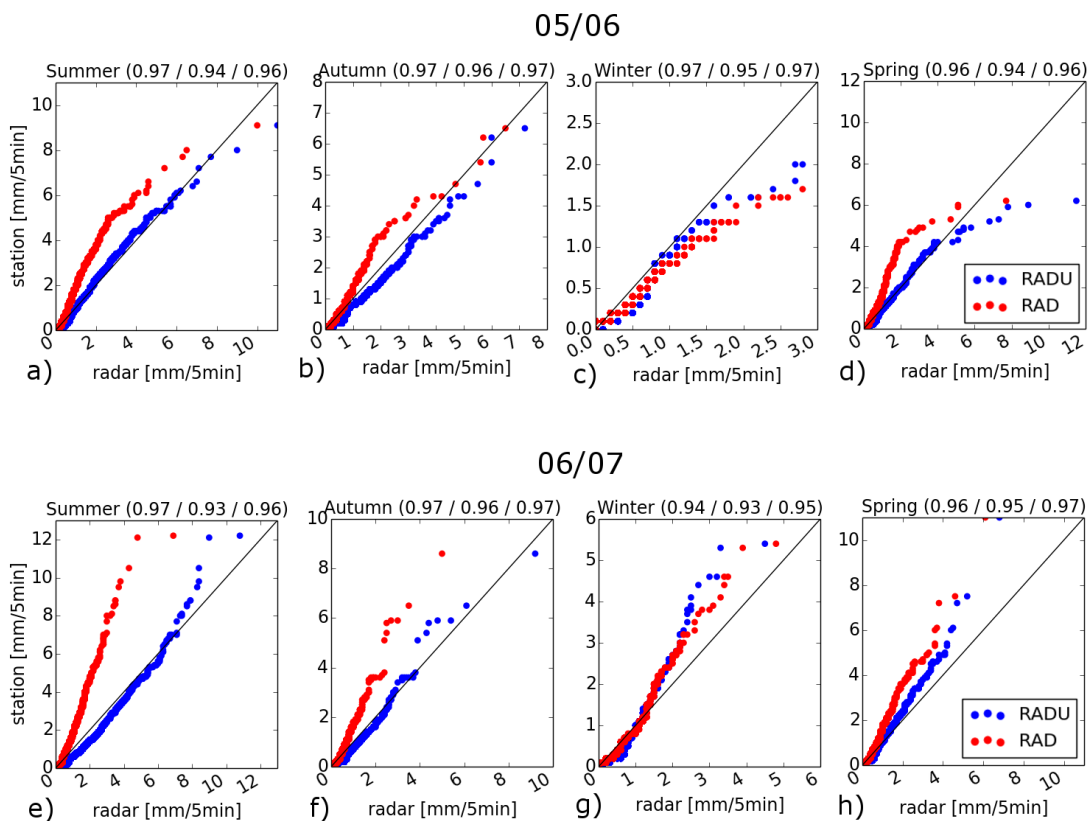 05/06
Summer (0.97 / 0.94 / 0.96)
Autumn (0.97 / 0.96 / 0.97)
Winter (0.97 / 0.95 / 0.97)
Spring (0.96 / 0.94 / 0.96)
station [mm/5min]
10
8
6
4
2
0
0 2 4 6 8 10
a)
radar [mm/5min]
8
7
6
5
4
3
2
1
0
0 1 2 3 4 5 6 7 8
b)
radar [mm/5min]
3.0
2.5
2.0
1.5
1.0
0.5
0.0
0.0 0.5 1.0 1.5 2.0 2.5 3.0
c)
radar [mm/5min]
12
10
8
6
4
2
0
0 2 4 6 8 10 12
RADU
RAD
d)
radar [mm/5min]
06/07
Summer (0.97 / 0.93 / 0.96)
Autumn (0.97 / 0.96 / 0.97)
Winter (0.94 / 0.93 / 0.95)
Spring (0.96 / 0.95 / 0.97)
station [mm/5min]
12
10
8
6
4
2
0
0 2 4 6 8 10 12
e)
radar [mm/5min]
10
8
6
4
2
0
0 2 4 6 8 10
f)
radar [mm/5min]
6
5
4
3
2
1
0
0 1 2 3 4 5 6
g)
radar [mm/5min]
10
8
6
4
2
0
0 2 4 6 8 10
RADU
RAD
h)
radar [mm/5min]